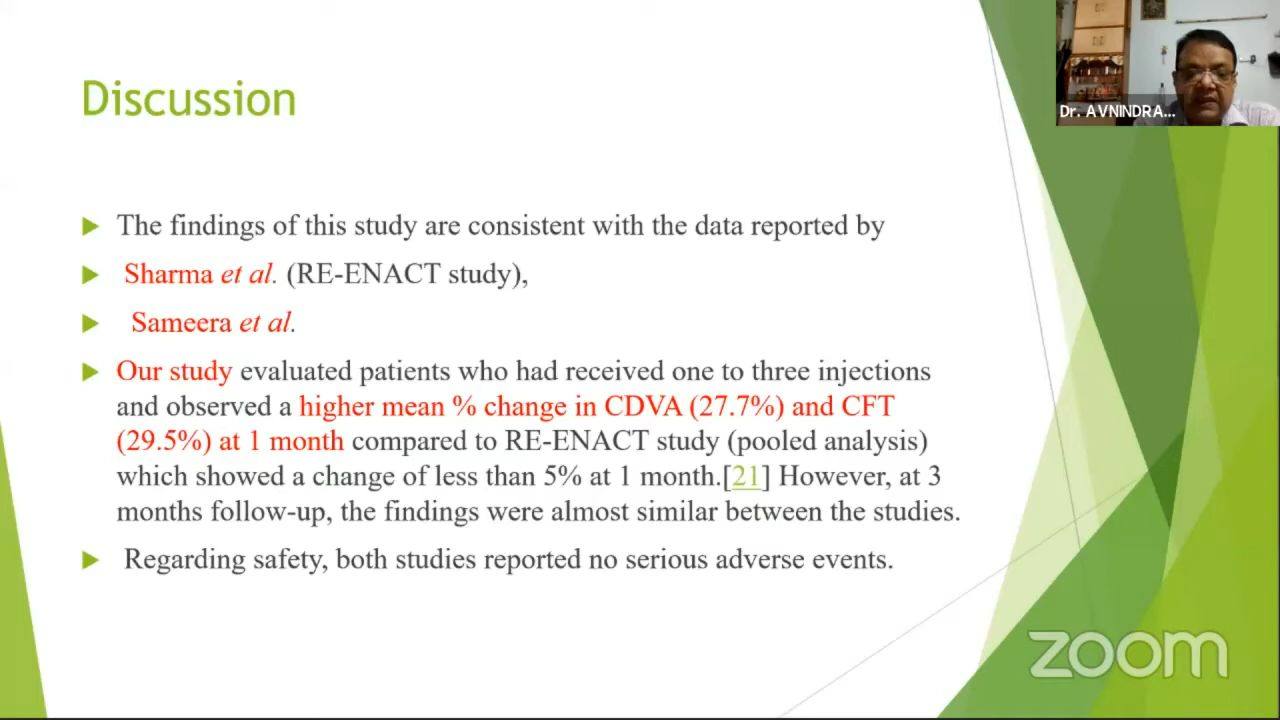 Discussion
Dr. AVNINDRA...
The findings of this study are consistent with the data reported by
Sharma et al. (RE-ENACT study),
Sameera et al.
Our study evaluated patients who had received one to three injections
and observed a higher mean % change in CDVA (27.7%) and CFT
(29.5%) at 1 month compared to RE-ENACT study (pooled analysis)
which showed a change of less than 5% at 1 month.[21] However, at 3
months follow-up, the findings were almost similar between the studies.
Regarding safety, both studies reported no serious adverse events.
zoom